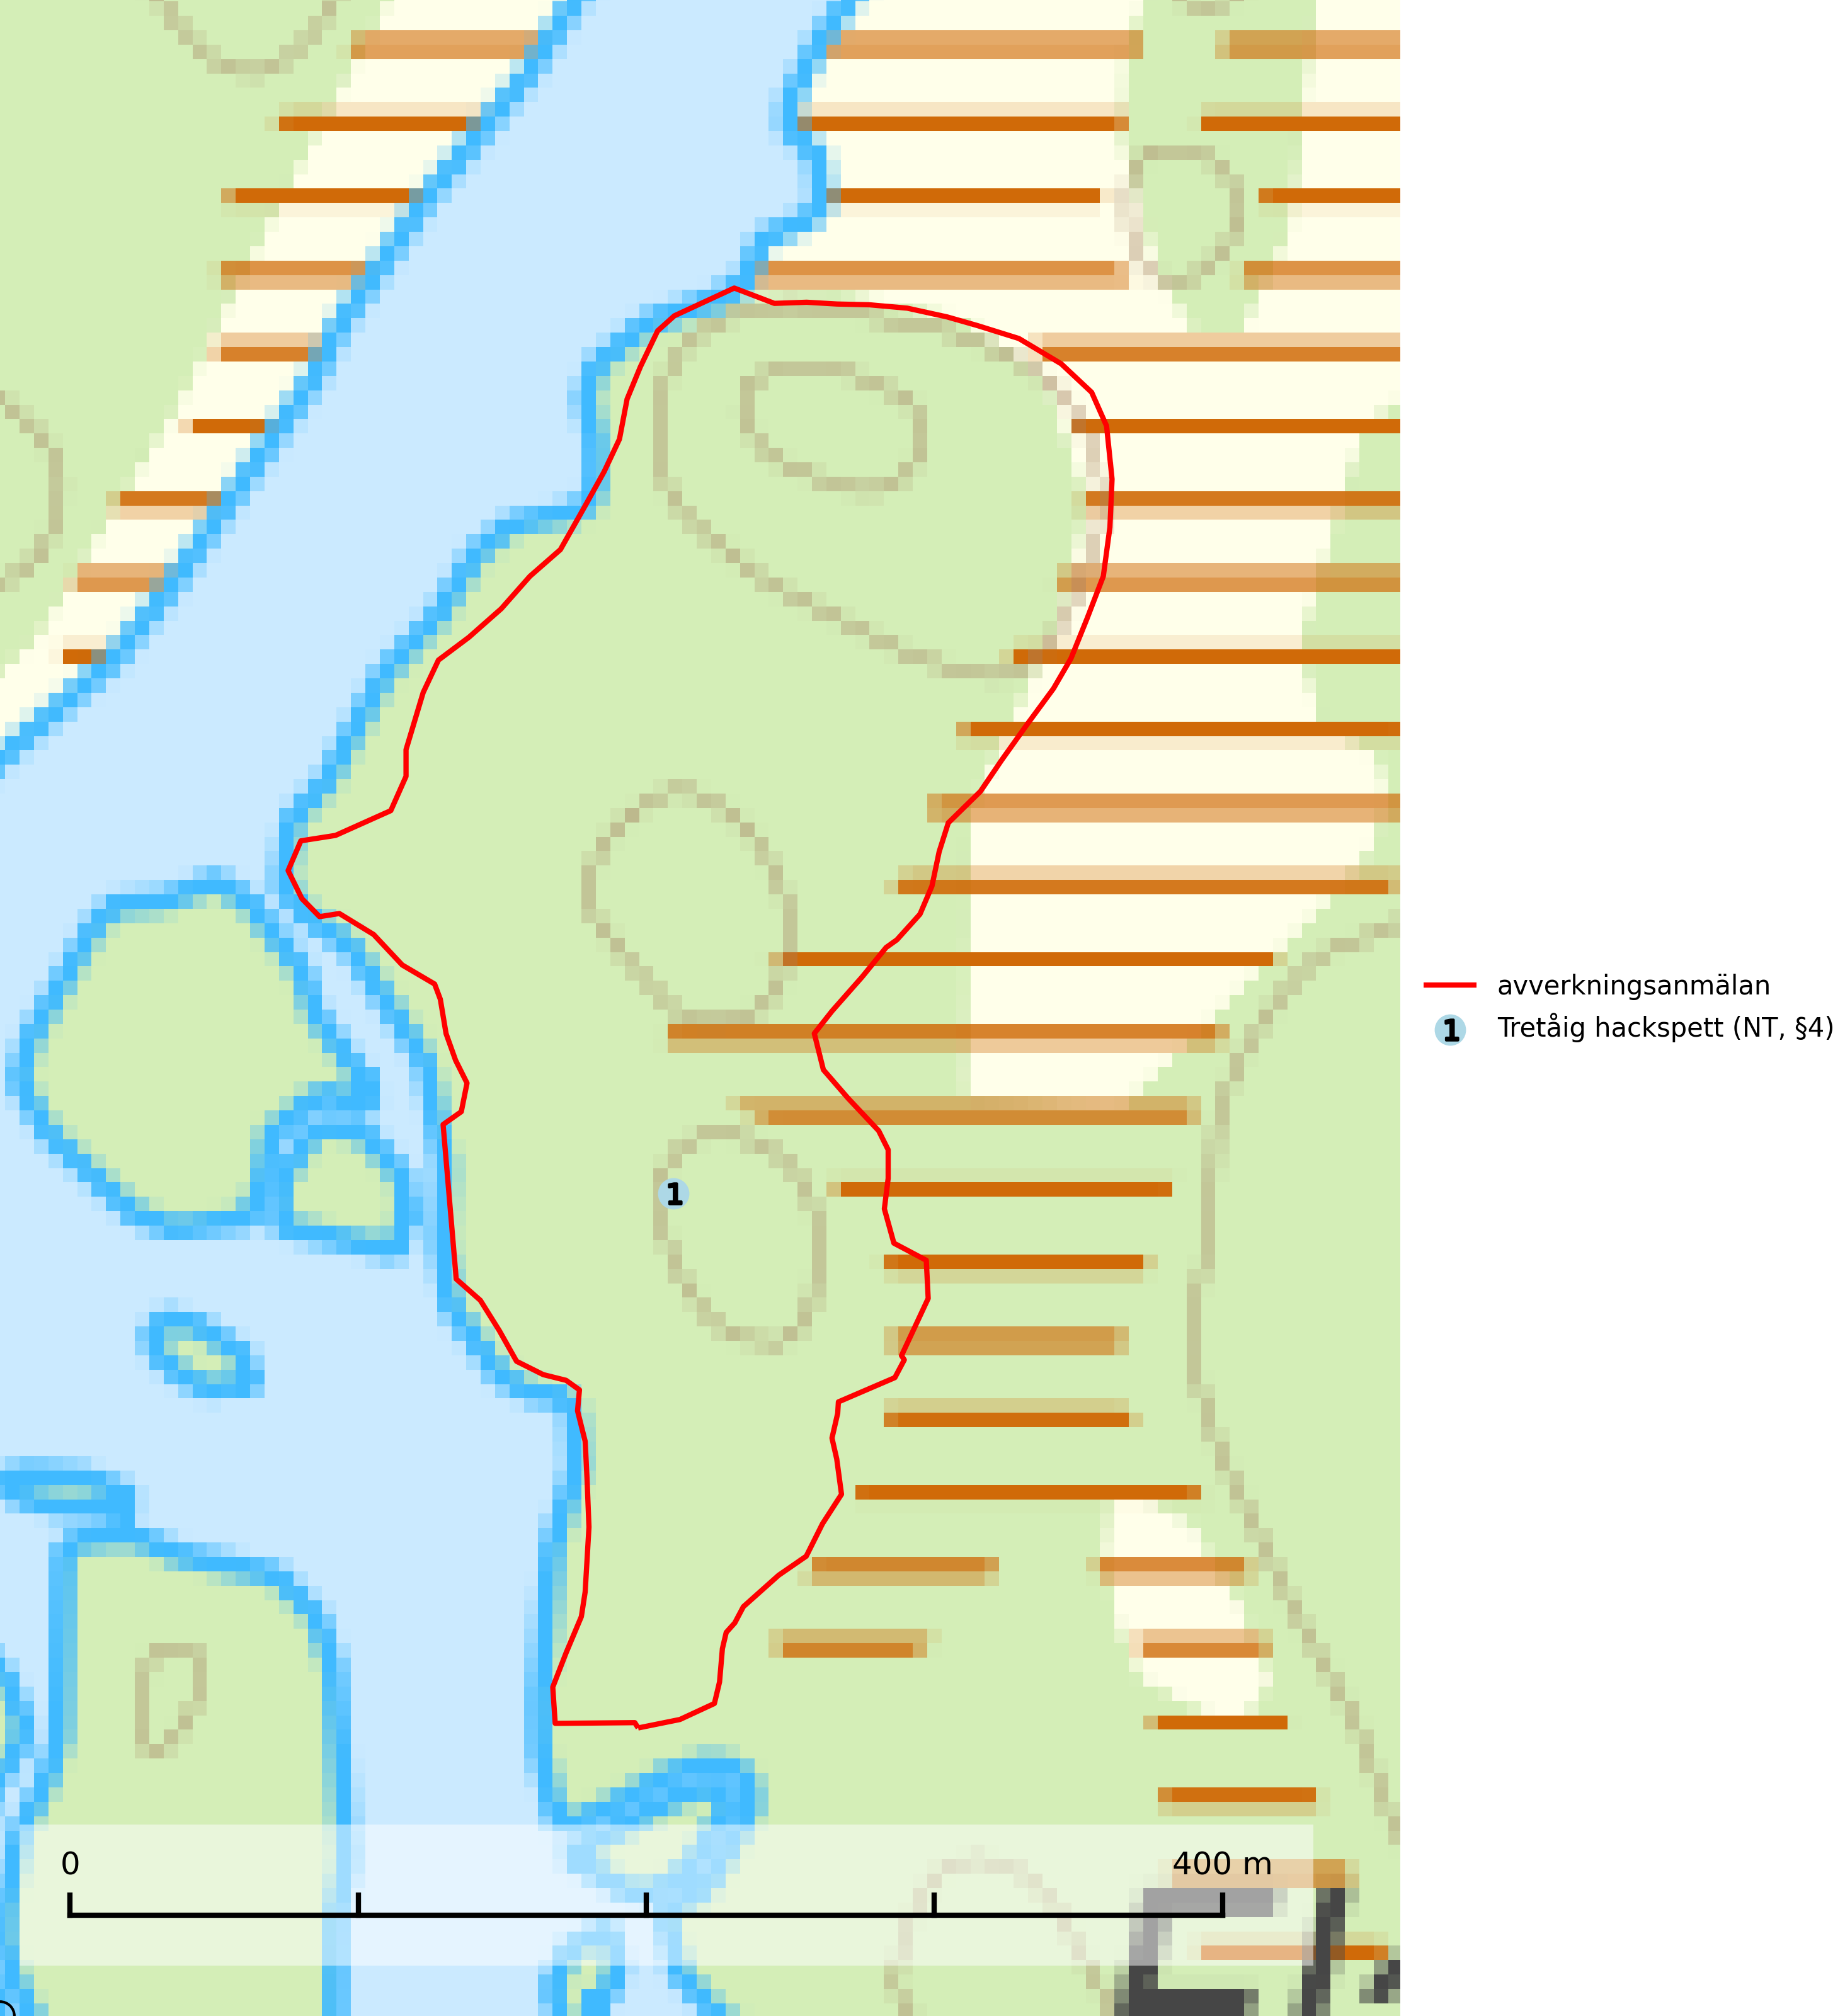 avverkningsanmälan
1 Tretåig hackspett (NT, §4)
1
0 400 m